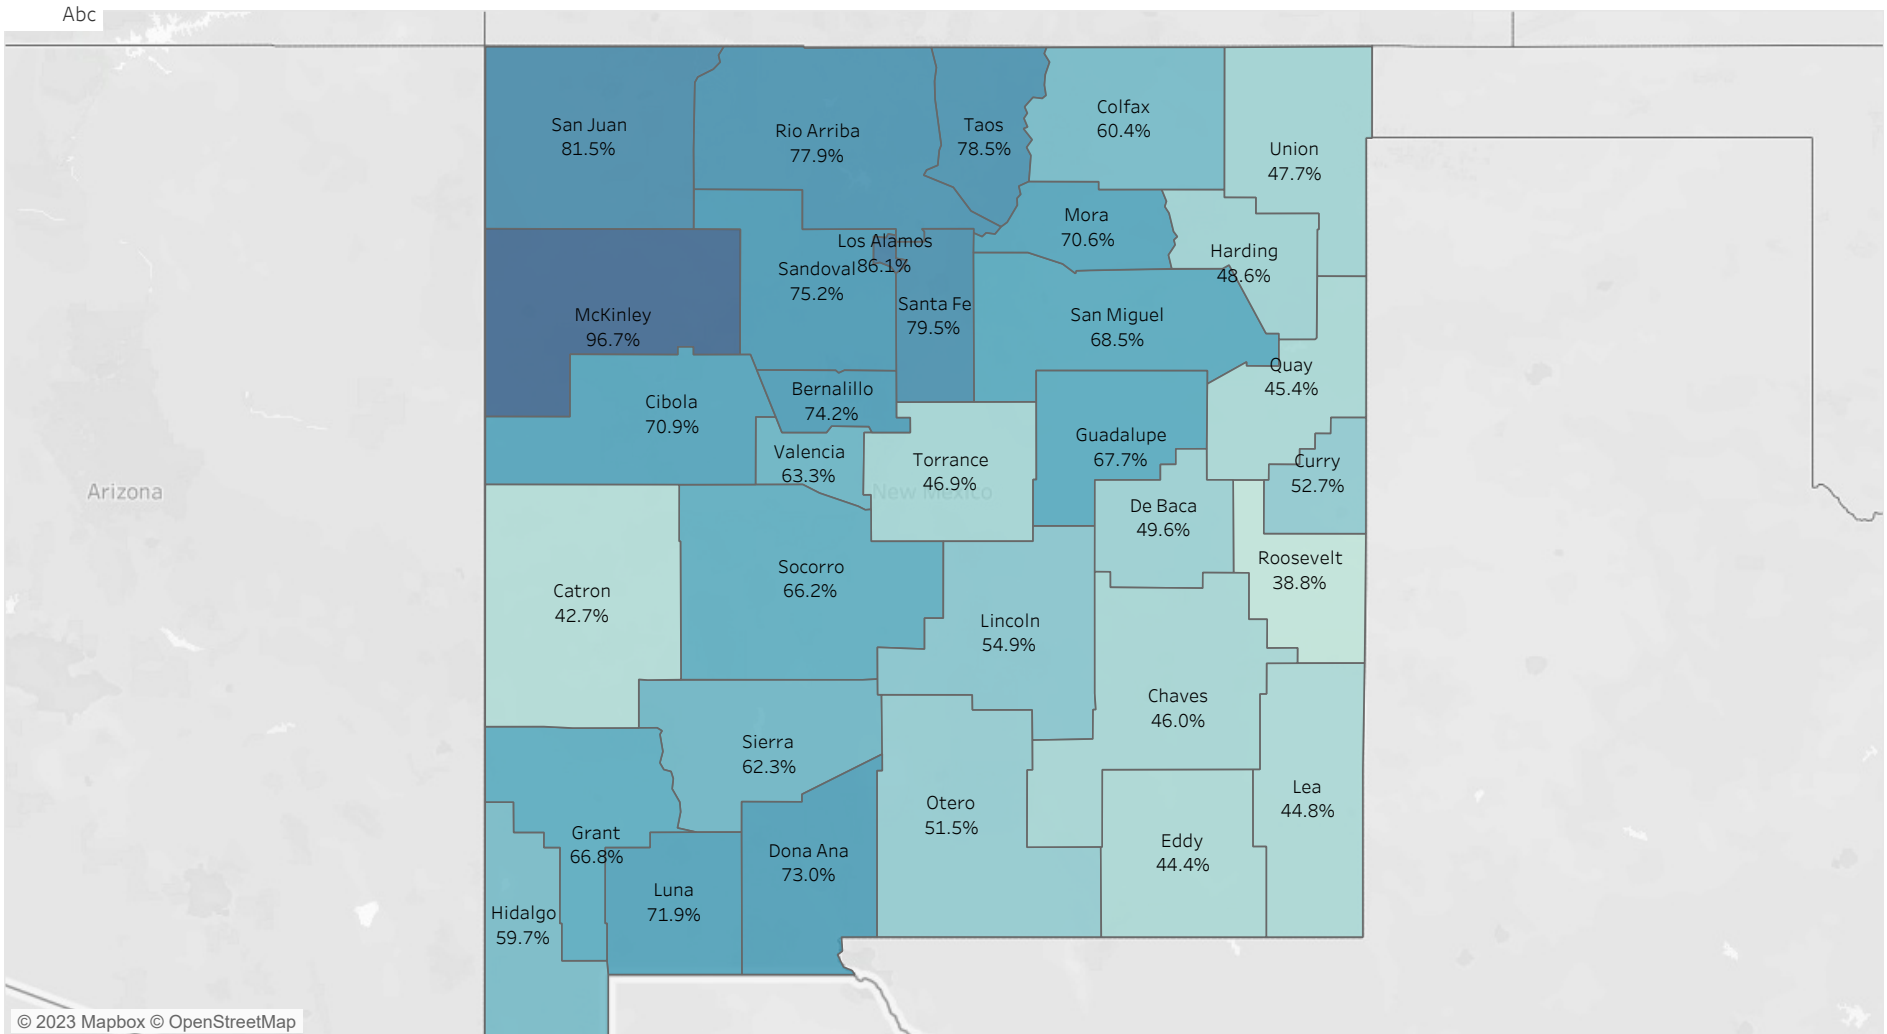 Abc
San Juan
81.5%
Rio Arriba
77.9%
Taos
78.5%
Colfax
60.4%
Union
47.7%
Mora
70.6%
Harding
48.6%
Los Alamos
86.1%
Sandoval
75.2%
Santa Fe
79.5%
San Miguel
68.5%
McKinley
96.7%
Quay
45.4%
Bernalillo
74.2%
Cibola
70.9%
Valencia
63.3%
Torrance
46.9%
Guadalupe
67.7%
Curry
52.7%
Arizona
New Mexico
De Baca
49.6%
Roosevelt
38.8%
Catron
42.7%
Socorro
66.2%
Lincoln
54.9%
Chaves
46.0%
Sierra
62.3%
Otero
51.5%
Lea
44.8%
Eddy
44.4%
Grant
66.8%
Dona Ana
73.0%
Luna
71.9%
Hidalgo
59.7%
© 2023 Mapbox © OpenStreetMap